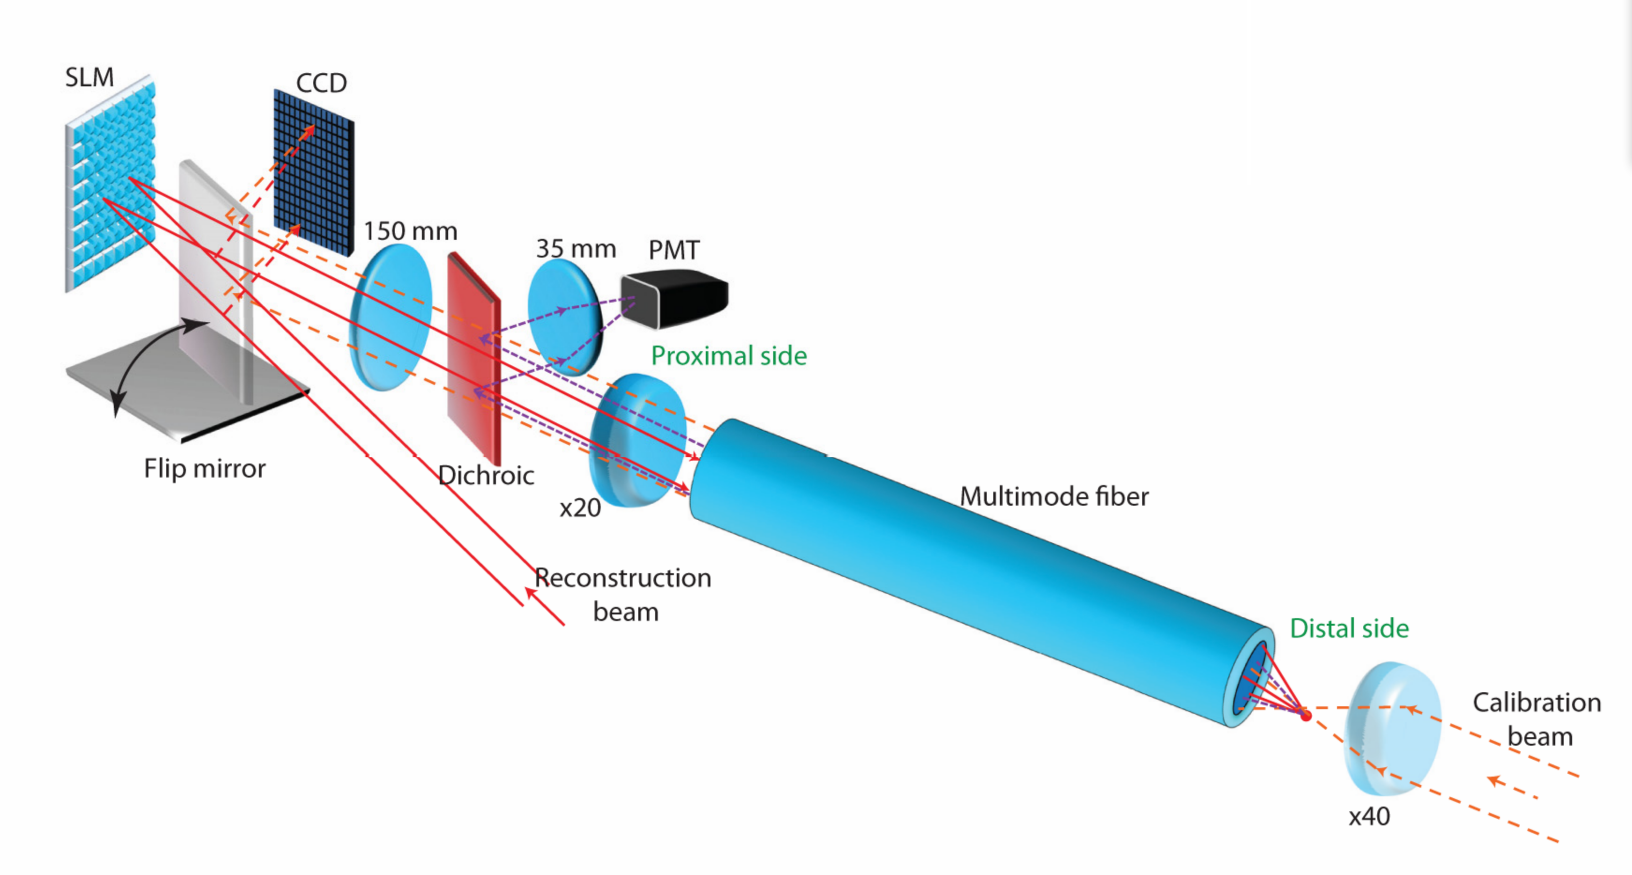 SLM
CCD
150 mm
35 mm
PMT
Proximal side
Flip mirror
Dichroic
x20
Multimode fiber
Reconstruction
beam
Distal side
Calibration
beam
x40